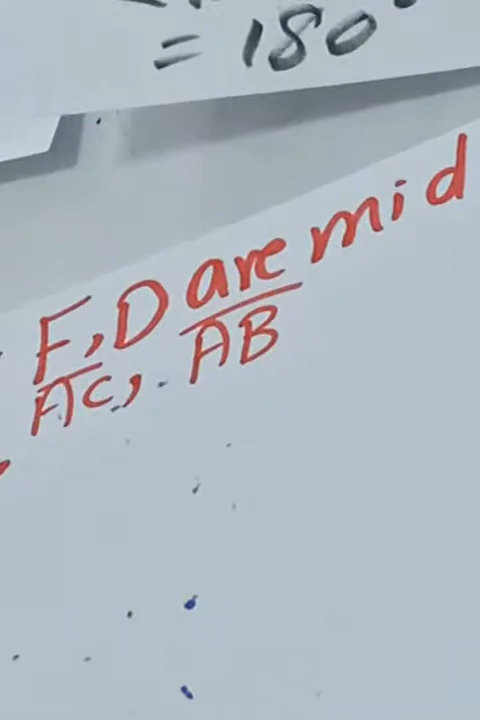 = 180°
F, D are mid
AC, AB